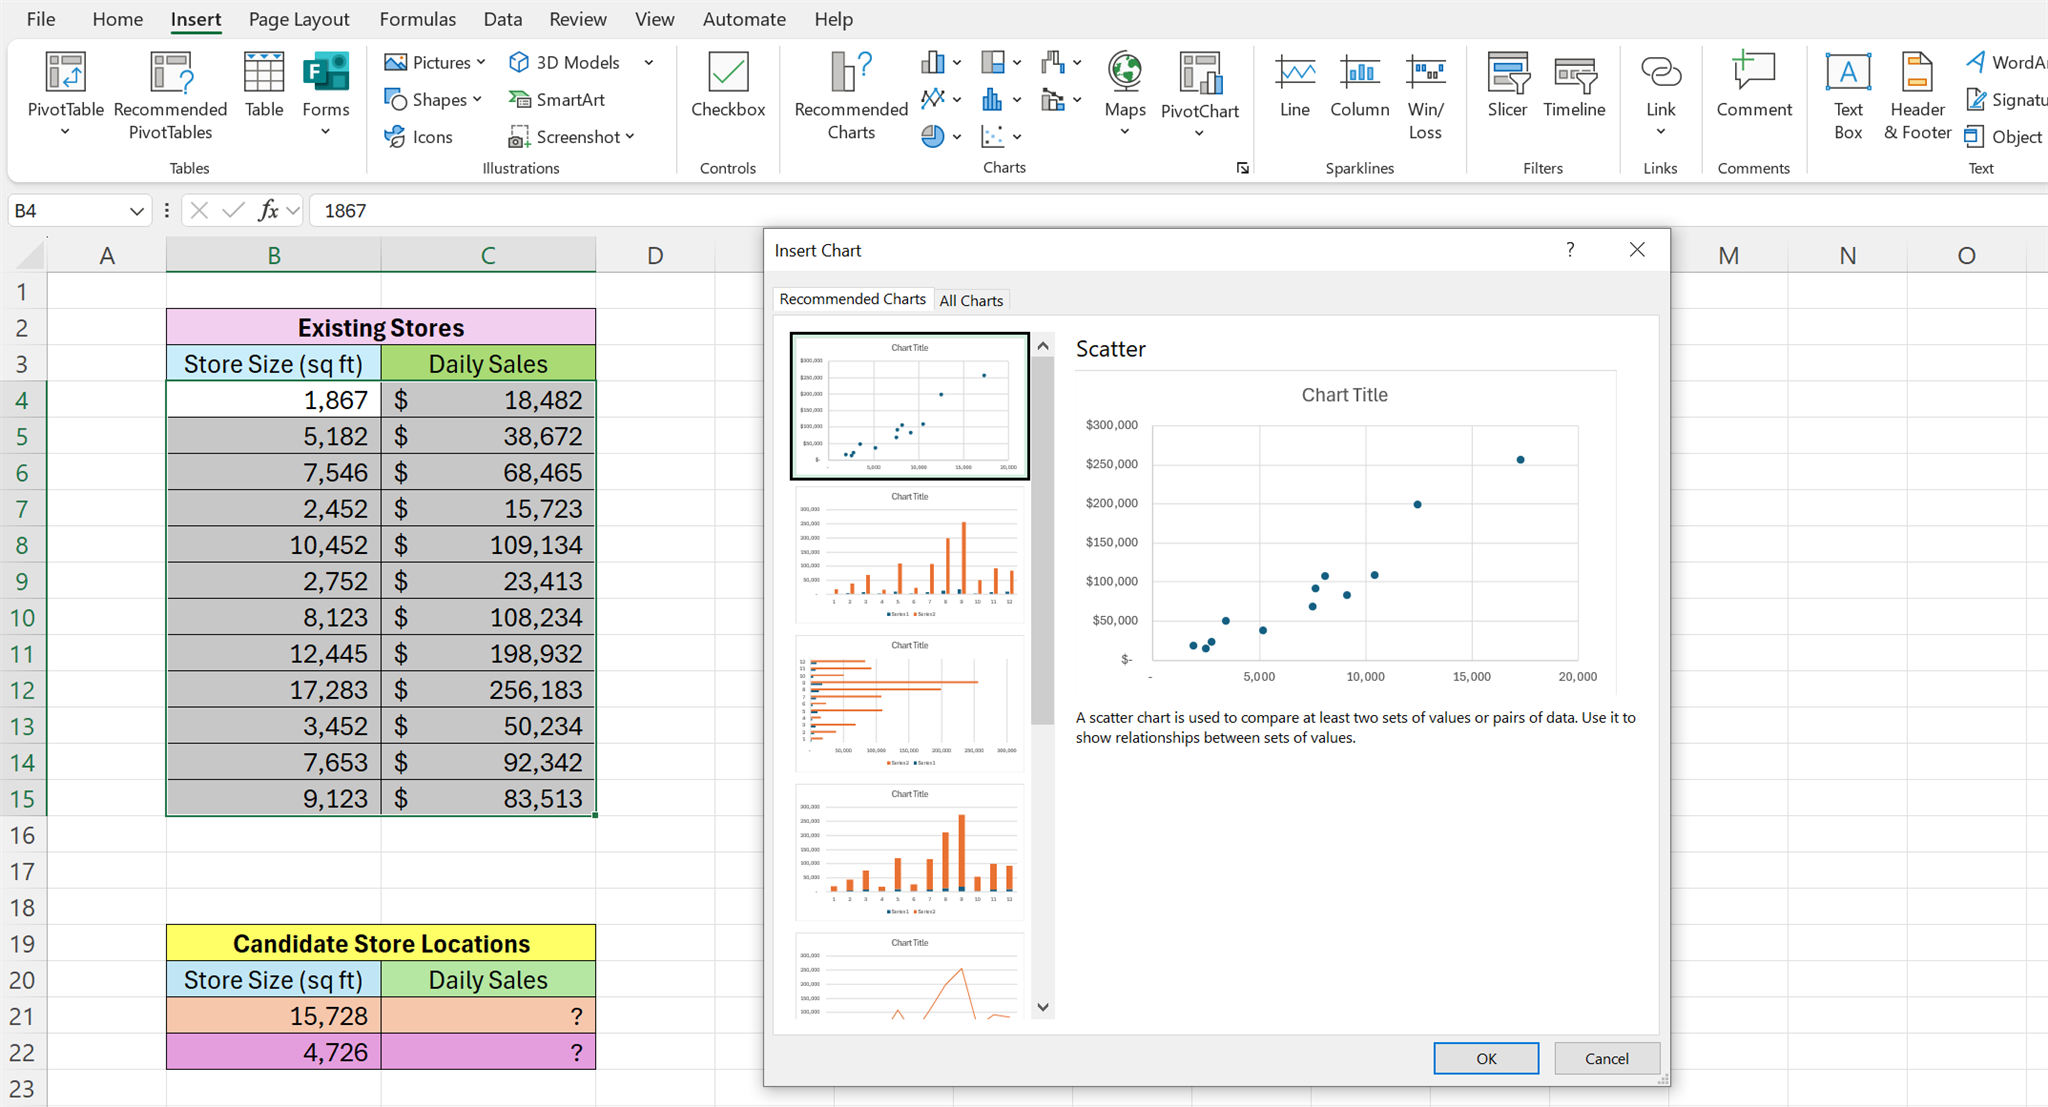 File Home Insert Page Layout Formulas Data Review View Automate Help
PivotTable Recommended PivotTables Table Forms
Tables
Pictures 3D Models
Shapes SmartArt
Icons Screenshot
Illustrations
Checkbox
Controls
Recommended Charts Maps PivotChart
Charts
Line Column Win/ Loss
Sparklines
Slicer Timeline
Filters
Link
Links
Comment
Comments
Text Box Header & Footer
WordAr
Signatu
Object
Text
B4 fx 1867
A B C D M N O
1
2 Existing Stores
3 Store Size (sq ft) Daily Sales
4 1,867 $ 18,482
5 5,182 $ 38,672
6 7,546 $ 68,465
7 2,452 $ 15,723
8 10,452 $ 109,134
9 2,752 $ 23,413
10 8,123 $ 108,234
11 12,445 $ 198,932
12 17,283 $ 256,183
13 3,452 $ 50,234
14 7,653 $ 92,342
15 9,123 $ 83,513
16
17
18
19 Candidate Store Locations
20 Store Size (sq ft) Daily Sales
21 15,728 ?
22 4,726 ?
23
Insert Chart ?
Recommended Charts All Charts
Chart Title
Chart Title
Chart Title
Chart Title
Chart Title
Scatter
Chart Title
$300,000
$250,000
$200,000
$150,000
$100,000
$50,000
$-
- 5,000 10,000 15,000 20,000
A scatter chart is used to compare at least two sets of values or pairs of data. Use it to
show relationships between sets of values.
OK Cancel